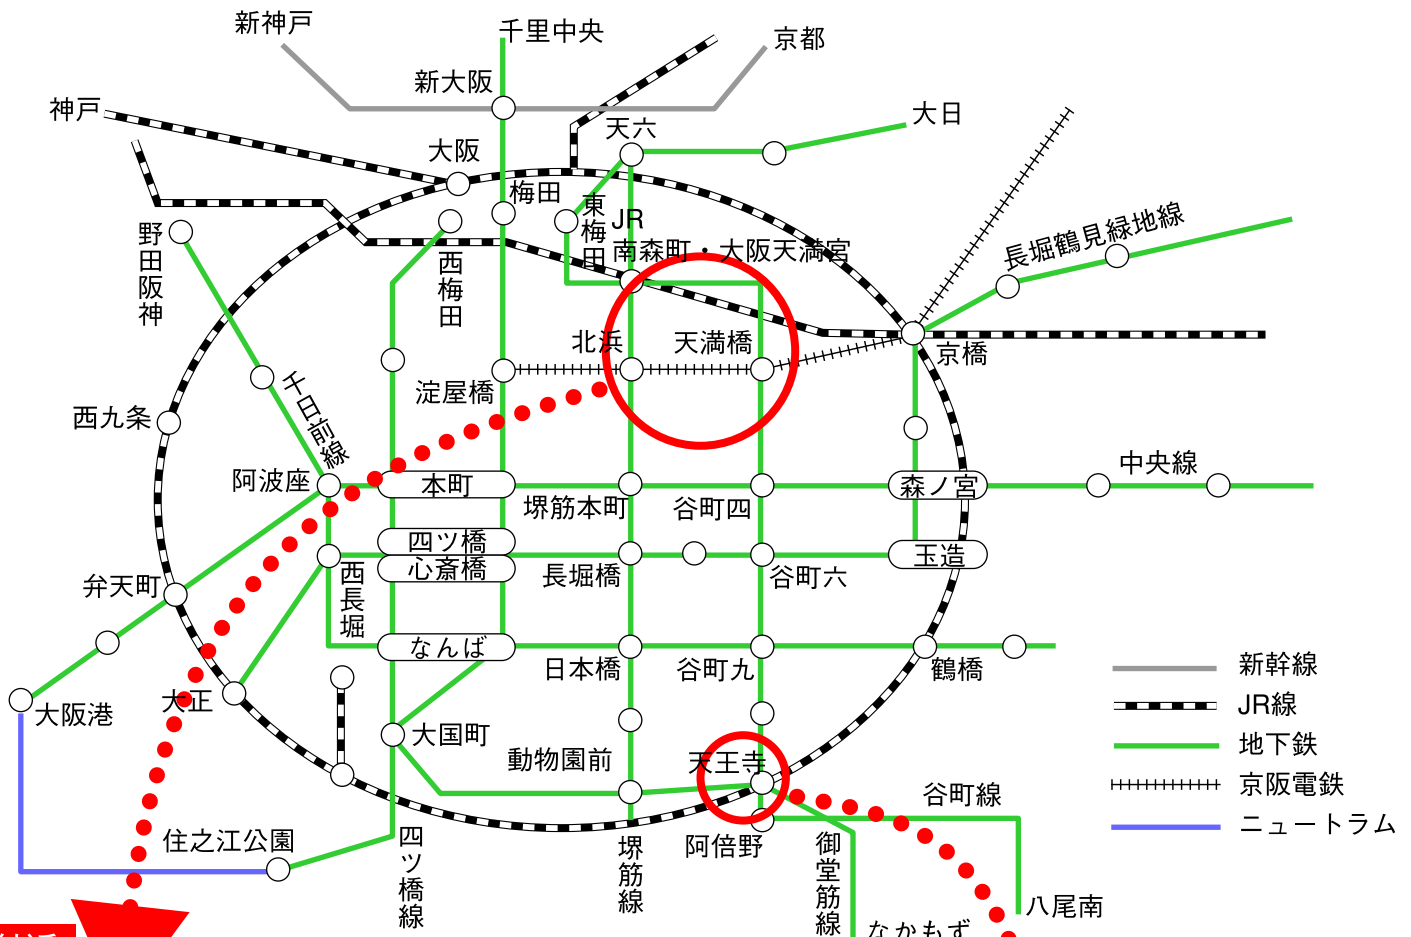 新神戸
千里中央
京都
新大阪
神戸
大日
天六
大阪
梅田
東梅田
JR
南森町・大阪天満宮
長堀鶴見緑地線
野田阪神
西梅田
北浜
天満橋
京橋
淀屋橋
千日前線
西九条
阿波座
本町
堺筋本町
谷町四
森ノ宮
中央線
四ツ橋
心斎橋
長堀橋
谷町六
玉造
西長堀
弁天町
なんば
日本橋
谷町九
鶴橋
大正
大阪港
大国町
動物園前
天王寺
新幹線
JR線
地下鉄
京阪電鉄
ニュートラム
谷町線
住之江公園
四ツ橋線
堺筋線
阿倍野
御堂筋線
八尾南
なかもず